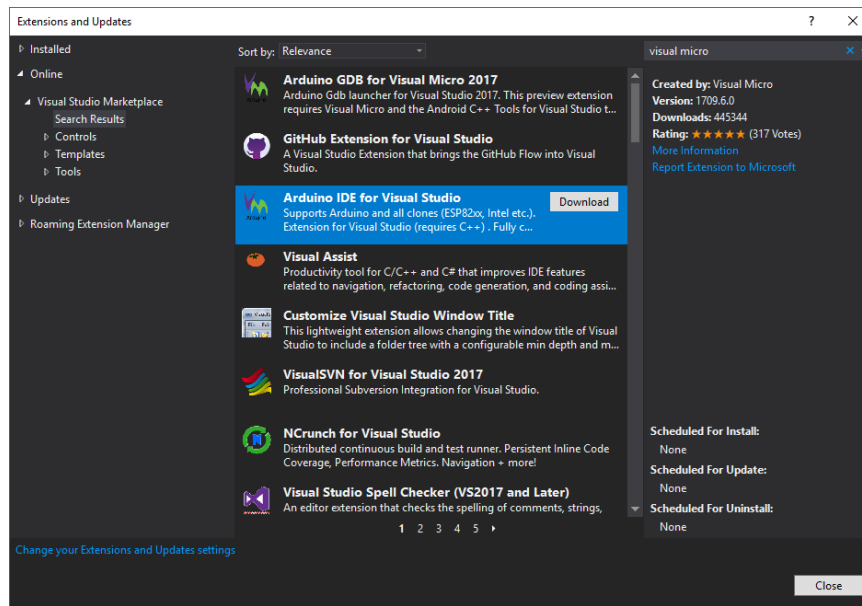 Extensions and Updates
Installed
Online
Visual Studio Marketplace
Search Results
Controls
Templates
Tools
Updates
Roaming Extension Manager
Sort by: Relevance
Arduino GDB for Visual Micro 2017
Arduino Gdb launcher for Visual Studio 2017. This preview extension
requires Visual Micro and the Android C++ Tools for Visual Studio t...
GitHub Extension for Visual Studio
A Visual Studio Extension that brings the GitHub Flow into Visual
Studio.
Arduino IDE for Visual Studio
Download
Supports Arduino and all clones (ESP82xx, Intel etc.).
Extension for Visual Studio (requires C++) . Fully c...
Visual Assist
Productivity tool for C/C++ and C# that improves IDE features
related to navigation, refactoring, code generation, and coding assi...
Customize Visual Studio Window Title
This lightweight extension allows changing the window title of Visual
Studio to include a folder tree with a configurable min depth and m...
VisualSVN for Visual Studio 2017
Professional Subversion Integration for Visual Studio.
NCrunch for Visual Studio
Distributed continuous build and test runner. Persistent Inline Code
Coverage, Performance Metrics. Navigation + more!
Visual Studio Spell Checker (VS2017 and Later)
An editor extension that checks the spelling of comments, strings,
1 2 3 4 5
visual micro
Created by: Visual Micro
Version: 1709.6.0
Downloads: 445344
Rating: (317 Votes)
More Information
Report Extension to Microsoft
Scheduled For Install:
None
Scheduled For Update:
None
Scheduled For Uninstall:
None
Change your Extensions and Updates settings
Close